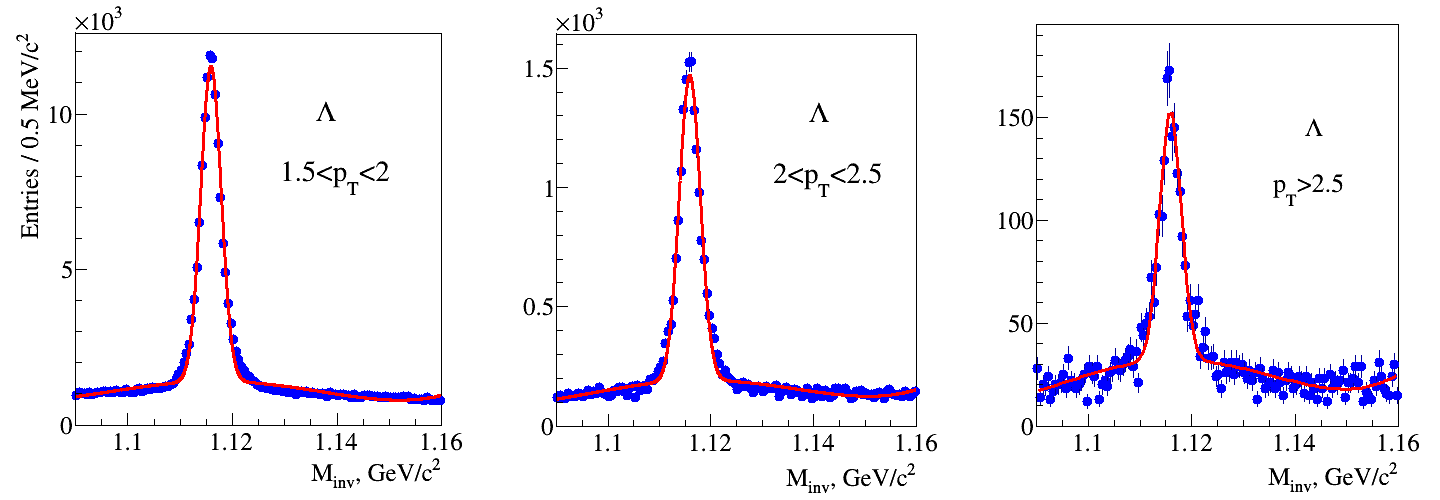 ×10³
Entries / 0.5 MeV/c²
10
5
0
1.1 1.12 1.14 1.16
M_inv, GeV/c²
Λ
1.5<p_T<2
×10³
1.5
1
0.5
0
1.1 1.12 1.14 1.16
M_inv, GeV/c²
Λ
2<p_T<2.5
150
100
50
0
1.1 1.12 1.14 1.16
M_inv, GeV/c²
Λ
p_T>2.5